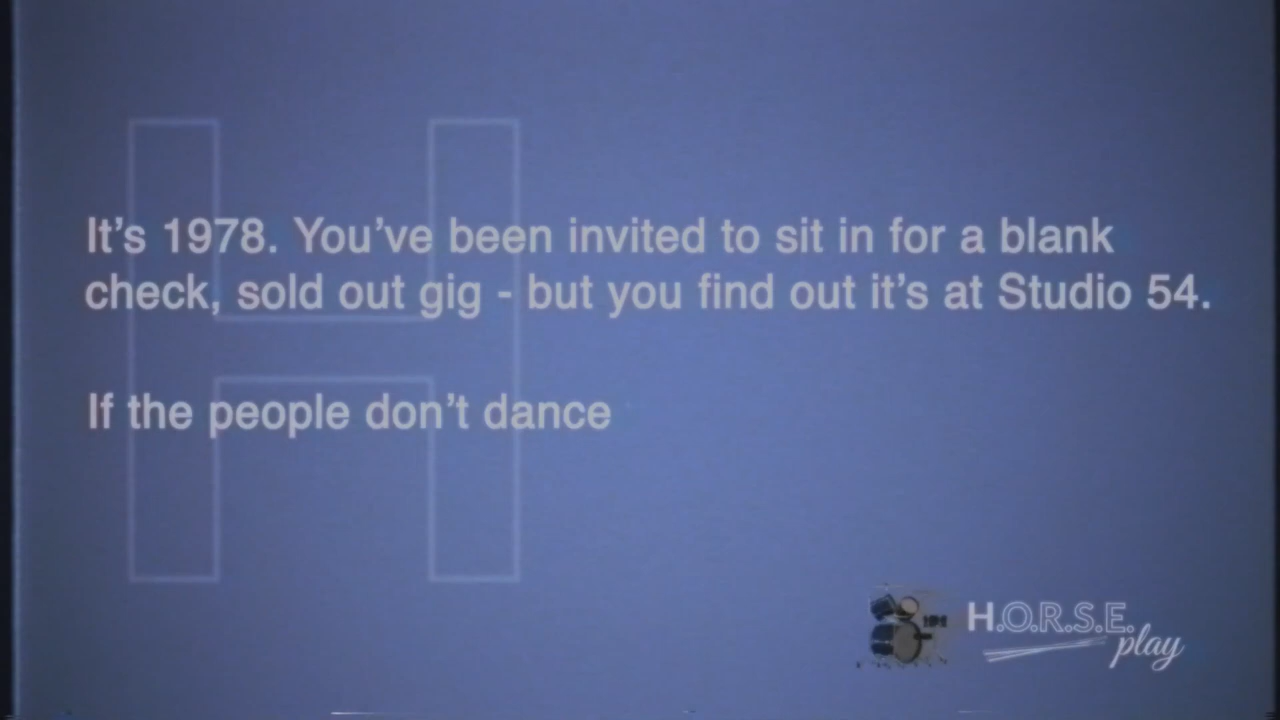 It's 1978. You've been invited to sit in for a blank
check, sold out gig - but you find out it's at Studio 54.
If the people don't dance
H
H.O.R.S.E.
play